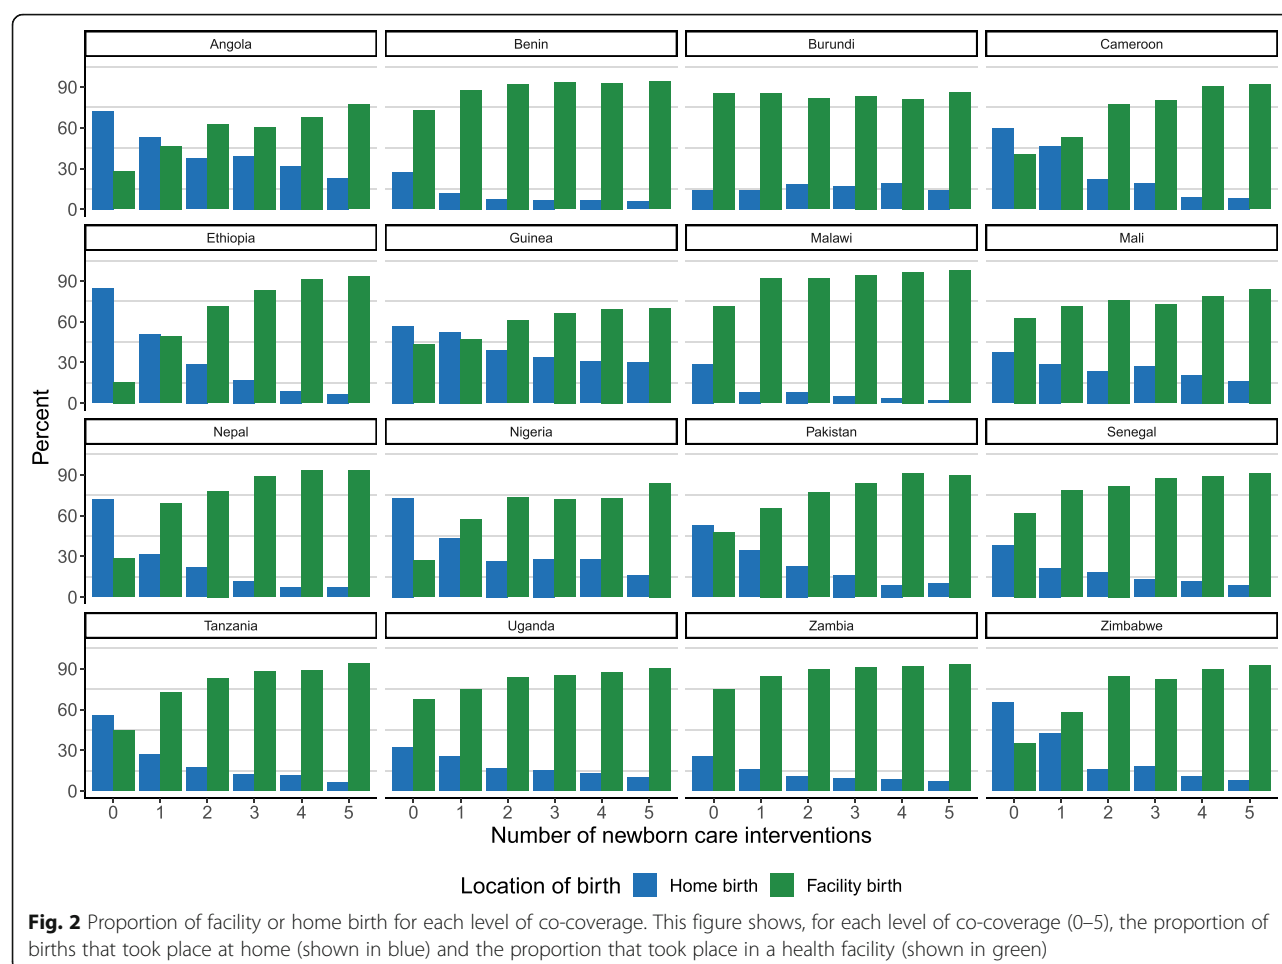 Angola Benin Burundi Cameroon
90
60
30
0
Ethiopia Guinea Malawi Mali
90
60
30
0
Percent
Nepal Nigeria Pakistan Senegal
90
60
30
0
Tanzania Uganda Zambia Zimbabwe
90
60
30
0
0 1 2 3 4 5 0 1 2 3 4 5 0 1 2 3 4 5 0 1 2 3 4 5
Number of newborn care interventions
Location of birth Home birth Facility birth
Fig. 2 Proportion of facility or home birth for each level of co-coverage. This figure shows, for each level of co-coverage (0–5), the proportion of
births that took place at home (shown in blue) and the proportion that took place in a health facility (shown in green)